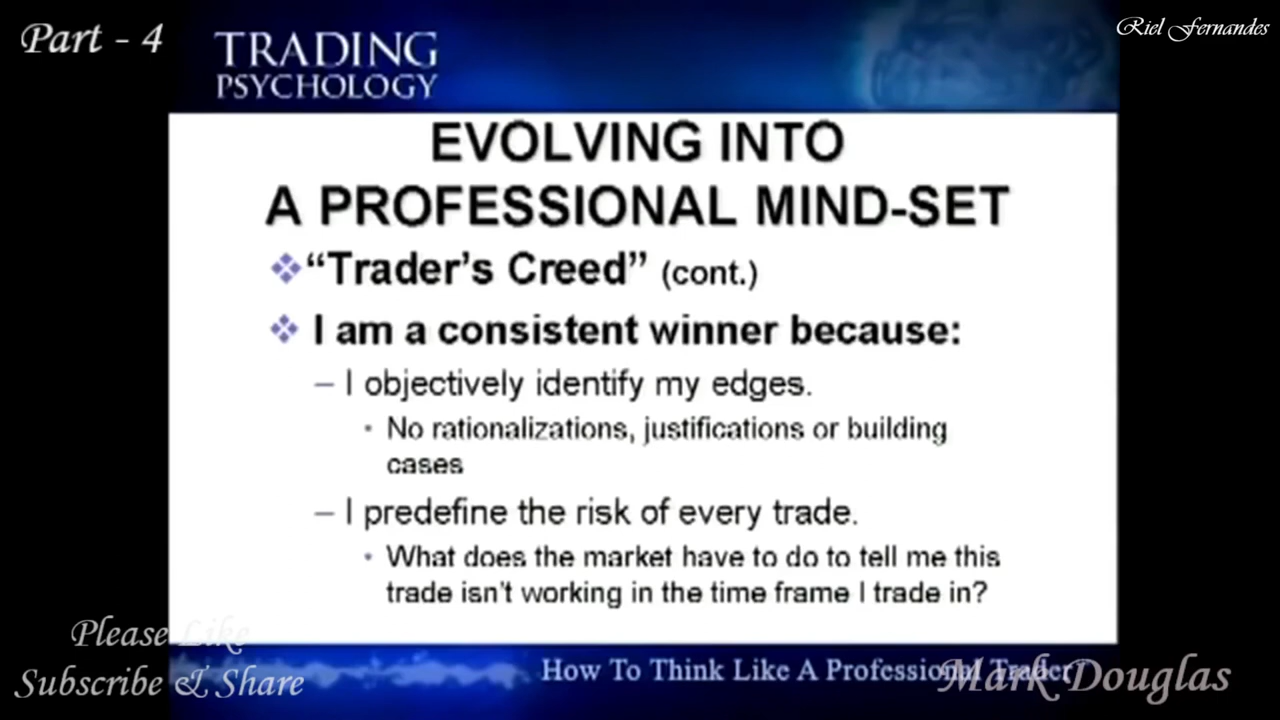 Part - 4
Riel Fernandes
TRADING
PSYCHOLOGY
EVOLVING INTO
A PROFESSIONAL MIND-SET
❖ “Trader’s Creed” (cont.)
❖ I am a consistent winner because:
– I objectively identify my edges.
• No rationalizations, justifications or building
cases
– I predefine the risk of every trade.
• What does the market have to do to tell me this
trade isn’t working in the time frame I trade in?
Please Like
Subscribe & Share
How To Think Like A Professional Trader
Mark Douglas